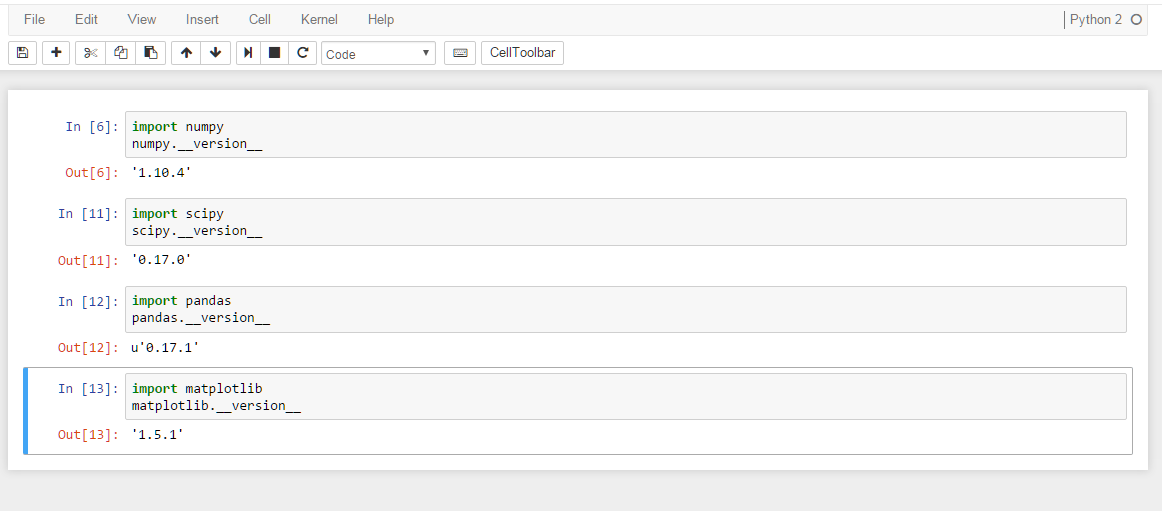 File Edit View Insert Cell Kernel Help Python 2
Code CellToolbar
In [6]: import numpy
numpy.__version__
Out[6]: '1.10.4'
In [11]: import scipy
scipy.__version__
Out[11]: '0.17.0'
In [12]: import pandas
pandas.__version__
Out[12]: u'0.17.1'
In [13]: import matplotlib
matplotlib.__version__
Out[13]: '1.5.1'